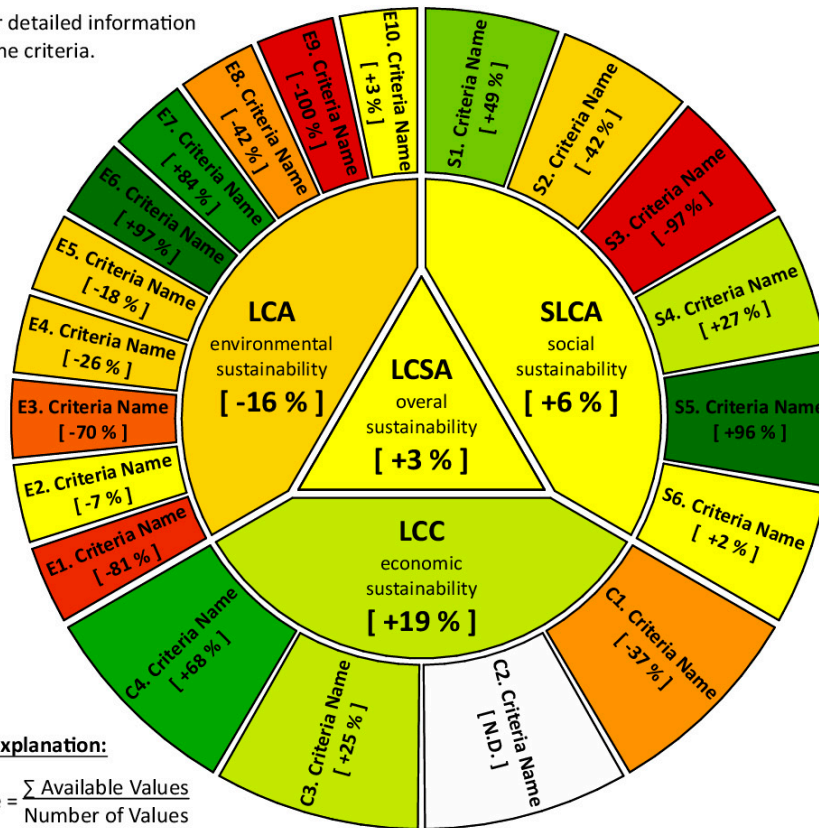 r detailed information
ne criteria.
E1. Criteria Name
[ -81 % ]
E2. Criteria Name
[ -7 % ]
E3. Criteria Name
[ -70 % ]
E4. Criteria Name
[ -26 % ]
E5. Criteria Name
[ -18 % ]
E6. Criteria Name
[ +97 % ]
E7. Criteria Name
[ +84 % ]
E8. Criteria Name
[ -42 % ]
E9. Criteria Name
[ -100 % ]
E10. Criteria Name
[ +3 % ]
S1. Criteria Name
[ +49 % ]
S2. Criteria Name
[ -42 % ]
S3. Criteria Name
[ -97 % ]
S4. Criteria Name
[ +27 % ]
S5. Criteria Name
[ +96 % ]
S6. Criteria Name
[ +2 % ]
C1. Criteria Name
[ -37 % ]
C2. Criteria Name
[ N.D. ]
C3. Criteria Name
[ +25 % ]
C4. Criteria Name
[ +68 % ]
LCA
environmental
sustainability
[ -16 % ]
SLCA
social
sustainability
[ +6 % ]
LCSA
overal
sustainability
[ +3 % ]
LCC
economic
sustainability
[ +19 % ]
xplanation:
e = ∑ Available Values
Number of Values